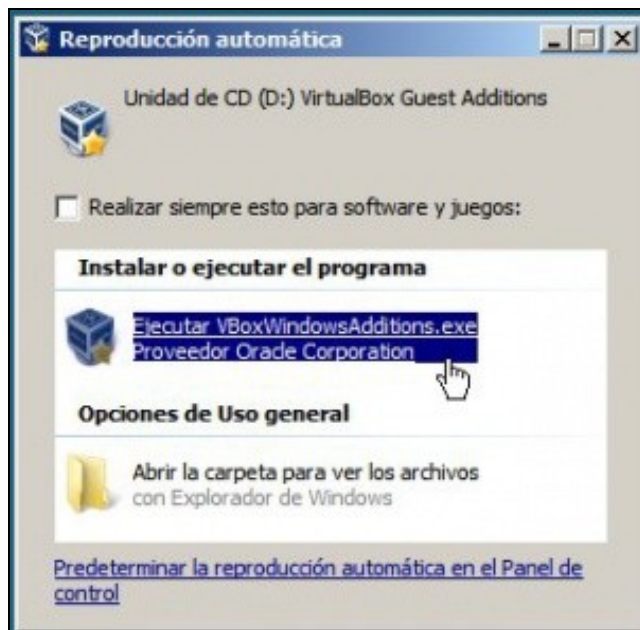 Reproducción automática
Unidad de CD (D:) VirtualBox Guest Additions
Realizar siempre esto para software y juegos:
Instalar o ejecutar el programa
Ejecutar VBoxWindowsAdditions.exe
Proveedor Oracle Corporation
Opciones de Uso general
Abrir la carpeta para ver los archivos
con Explorador de Windows
Predeterminar la reproducción automática en el Panel de
control